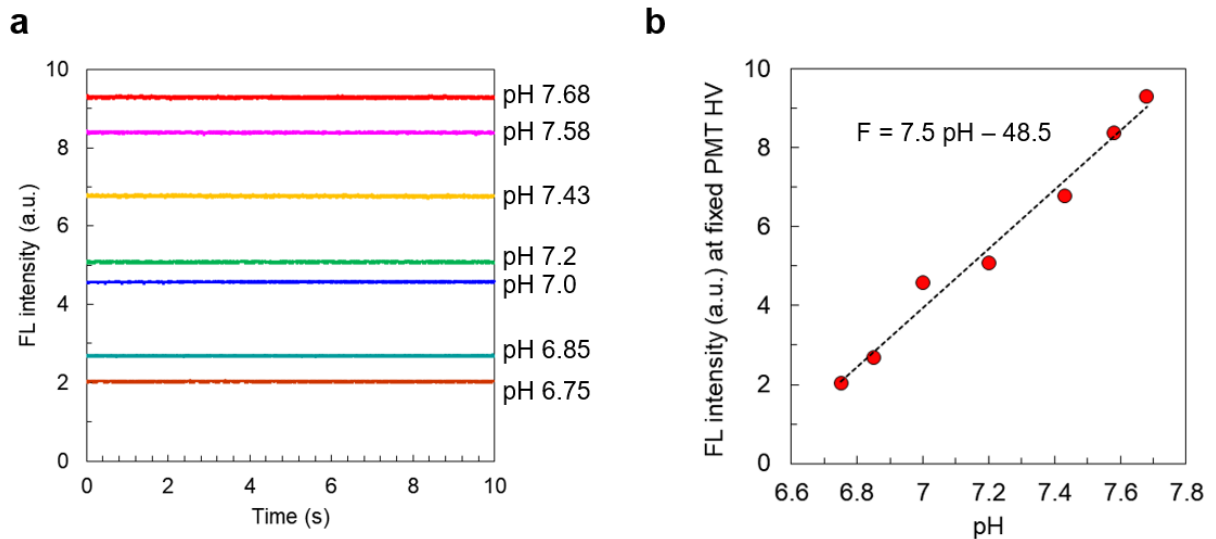 a
FL intensity (a.u.)
10
8
6
4
2
0
0 2 4 6 8 10
Time (s)
pH 7.68
pH 7.58
pH 7.43
pH 7.2
pH 7.0
pH 6.85
pH 6.75
b
FL intensity (a.u.) at fixed PMT HV
10
8
6
4
2
0
F = 7.5 pH – 48.5
6.6 6.8 7 7.2 7.4 7.6 7.8
pH